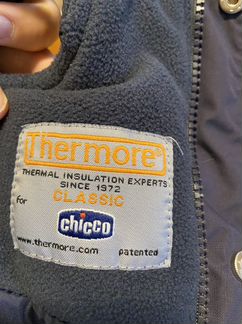 Thermore®
THERMAL INSULATION EXPERTS
SINCE 1972
CLASSIC
for
chicco
www.thermore.com patented